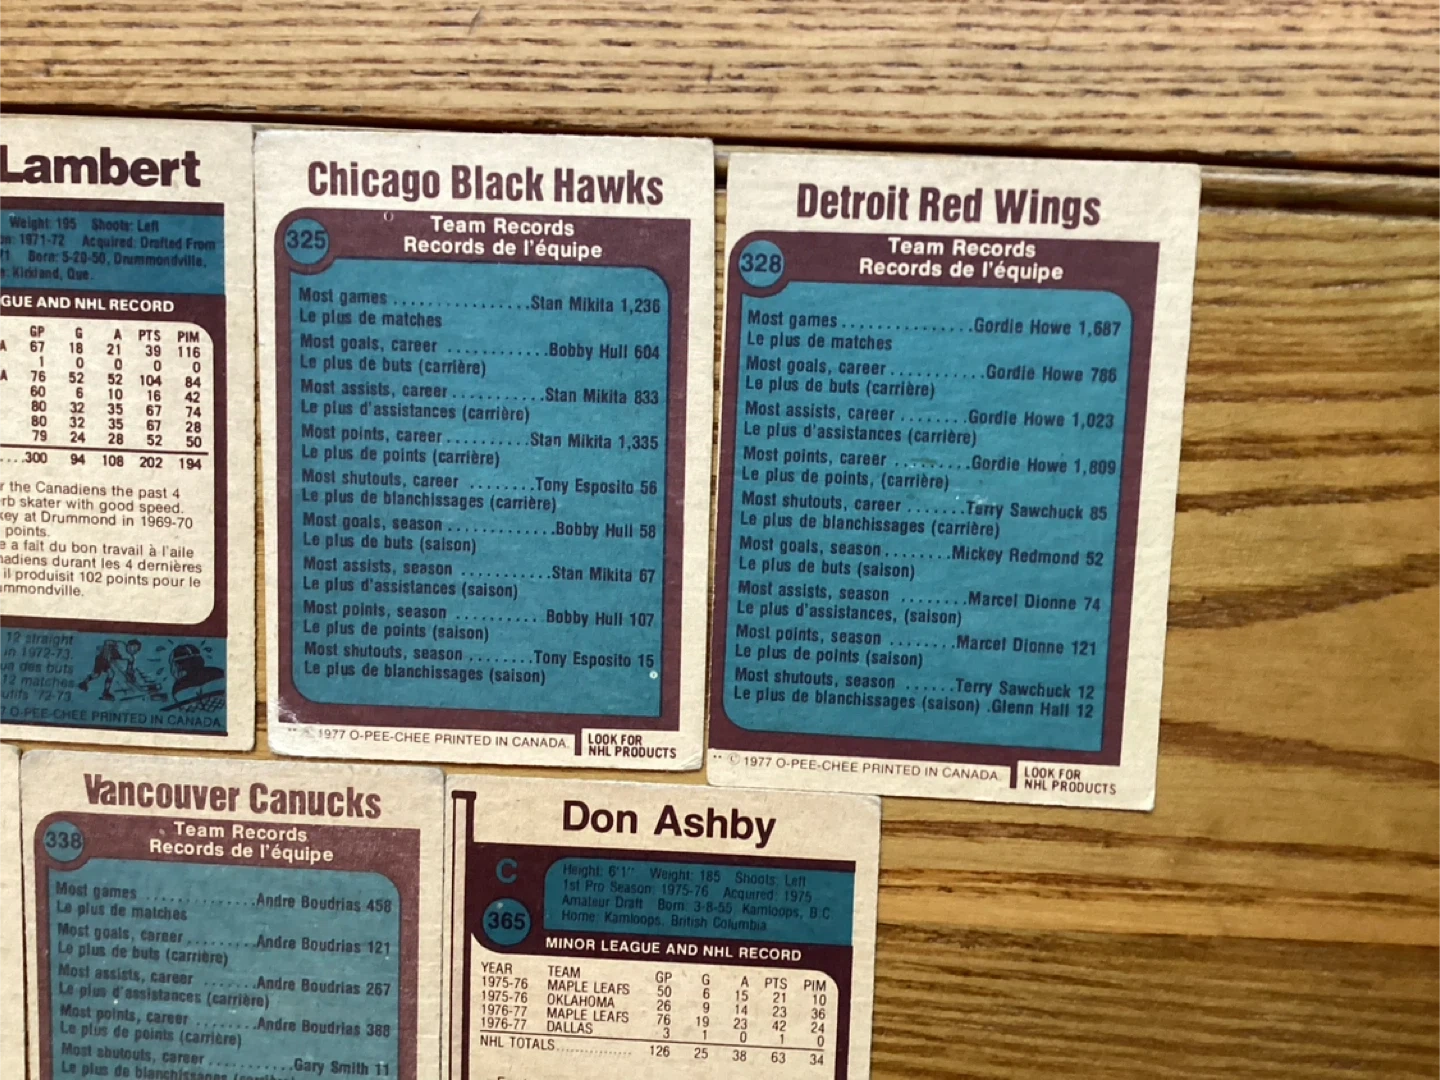 Lambert
Weight: 195 Shoots: Left
1971-72 Acquired: Drafted From
Born: 5-20-50, Drummondville,
Kirkland, Que.
GUE AND NHL RECORD
GP G A PTS PIM
A 67 18 21 39 116
1 0 0 0 0
A 76 52 52 104 84
60 6 10 16 42
80 32 35 67 74
80 32 35 67 28
79 24 28 52 50
....300 94 108 202 194
r the Canadiens the past 4
rb skater with good speed.
key at Drummond in 1969-70
points.
e a fait du bon travail à l'aile
nadiens durant les 4 dernières
il produisit 102 points pour le
mmondville.
12 straight
in 1972-73.
des buts
12 matches
'72-73.
O-PEE-CHEE PRINTED IN CANADA.
Chicago Black Hawks
325
Team Records
Records de l'équipe
Most games ................Stan Mikita 1,236
Le plus de matches
Most goals, career ............Bobby Hull 604
Le plus de buts (carrière)
Most assists, career ...........Stan Mikita 833
Le plus d'assistances (carrière)
Most points, career ..........Stan Mikita 1,335
Le plus de points (carrière)
Most shutouts, career ........Tony Esposito 56
Le plus de blanchissages (carrière)
Most goals, season ..............Bobby Hull 58
Le plus de buts (saison)
Most assists, season ...........Stan Mikita 67
Le plus d'assistances (saison)
Most points, season ........... Bobby Hull 107
Le plus de points (saison)
Most shutouts, season ........Tony Esposito 15
Le plus de blanchissages (saison)
** © 1977 O-PEE-CHEE PRINTED IN CANADA.
LOOK FOR
NHL PRODUCTS
Detroit Red Wings
328
Team Records
Records de l'équipe
Most games ...............Gordie Howe 1,687
Le plus de matches
Most goals, career ...........Gordie Howe 786
Le plus de buts (carrière)
Most assists, career ........Gordie Howe 1,023
Le plus d'assistances (carrière)
Most points, career .........Gordie Howe 1,809
Le plus de points, (carrière)
Most shutouts, career ......Terry Sawchuck 85
Le plus de blanchissages (carrière)
Most goals, season ........Mickey Redmond 52
Le plus de buts (saison)
Most assists, season ........Marcel Dionne 74
Le plus d'assistances, (saison)
Most points, season ........Marcel Dionne 121
Le plus de points (saison)
Most shutouts, season ......Terry Sawchuck 12
Le plus de blanchissages (saison) .Glenn Hall 12
** © 1977 O-PEE-CHEE PRINTED IN CANADA.
LOOK FOR
NHL PRODUCTS
Vancouver Canucks
338
Team Records
Records de l'équipe
Most games ..............Andre Boudrias 458
Le plus de matches
Most goals, career .........Andre Boudrias 121
Le plus de buts (carrière)
Most assists, career ........Andre Boudrias 267
Le plus d'assistances (carrière)
Most points, career ........Andre Boudrias 388
Le plus de points (carrière)
Most shutouts, career ............Gary Smith 11
Le plus de blanchissages (carrière)
Don Ashby
C
365
Height: 6'1" Weight: 185 Shoots: Left
1st Pro Season: 1975-76 Acquired: 1975
Amateur Draft Born: 3-8-55, Kamloops, B.C.
Home: Kamloops, British Columbia
MINOR LEAGUE AND NHL RECORD
YEAR TEAM GP G A PTS PIM
1975-76 MAPLE LEAFS 50 6 15 21 10
1975-76 OKLAHOMA 26 9 14 23 36
1976-77 MAPLE LEAFS 76 19 23 42 24
1976-77 DALLAS 3 1 0 1 0
NHL TOTALS............... 126 25 38 63 34